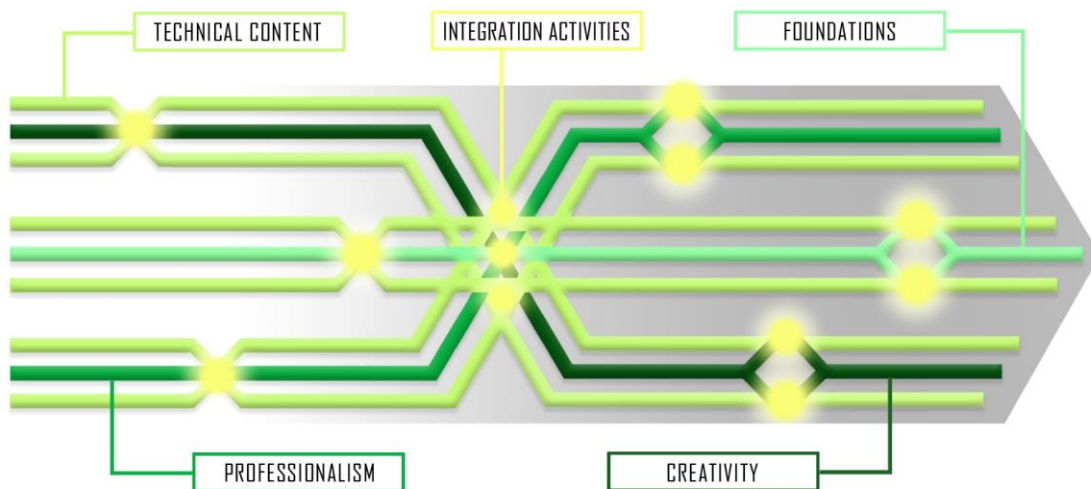 TECHNICAL CONTENT
INTEGRATION ACTIVITIES
FOUNDATIONS
PROFESSIONALISM
CREATIVITY